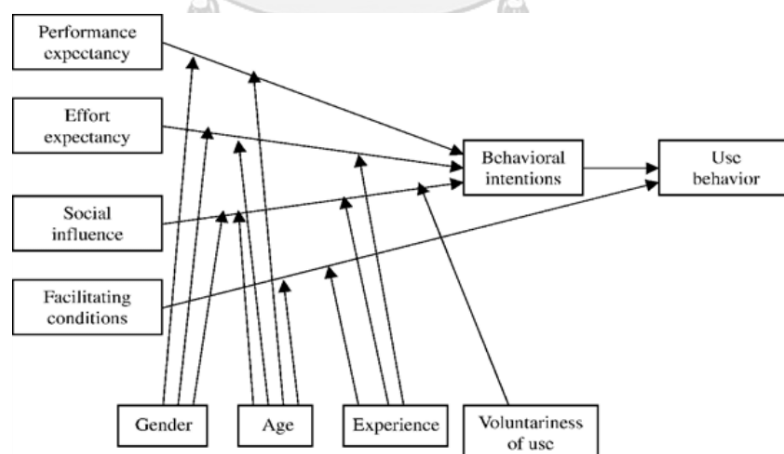 Performance
expectancy
Effort
expectancy
Social
influence
Facilitating
conditions
Behavioral
intentions
Use
behavior
Gender
Age
Experience
Voluntariness
of use